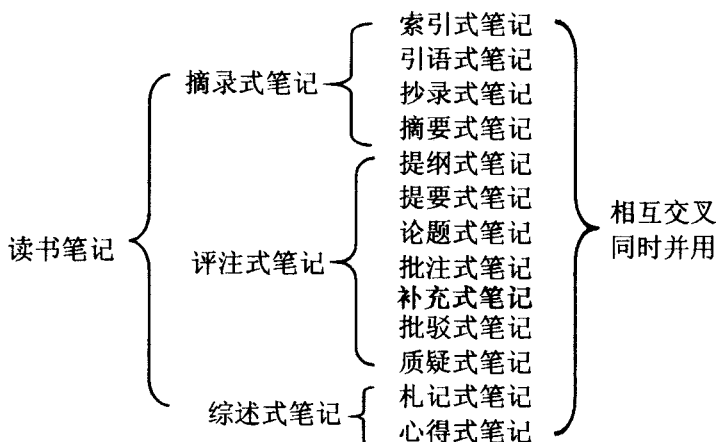 读书笔记
摘录式笔记
索引式笔记
引语式笔记
抄录式笔记
摘要式笔记
评注式笔记
提纲式笔记
提要式笔记
论题式笔记
批注式笔记
补充式笔记
批驳式笔记
质疑式笔记
综述式笔记
札记式笔记
心得式笔记
相互交叉
同时并用